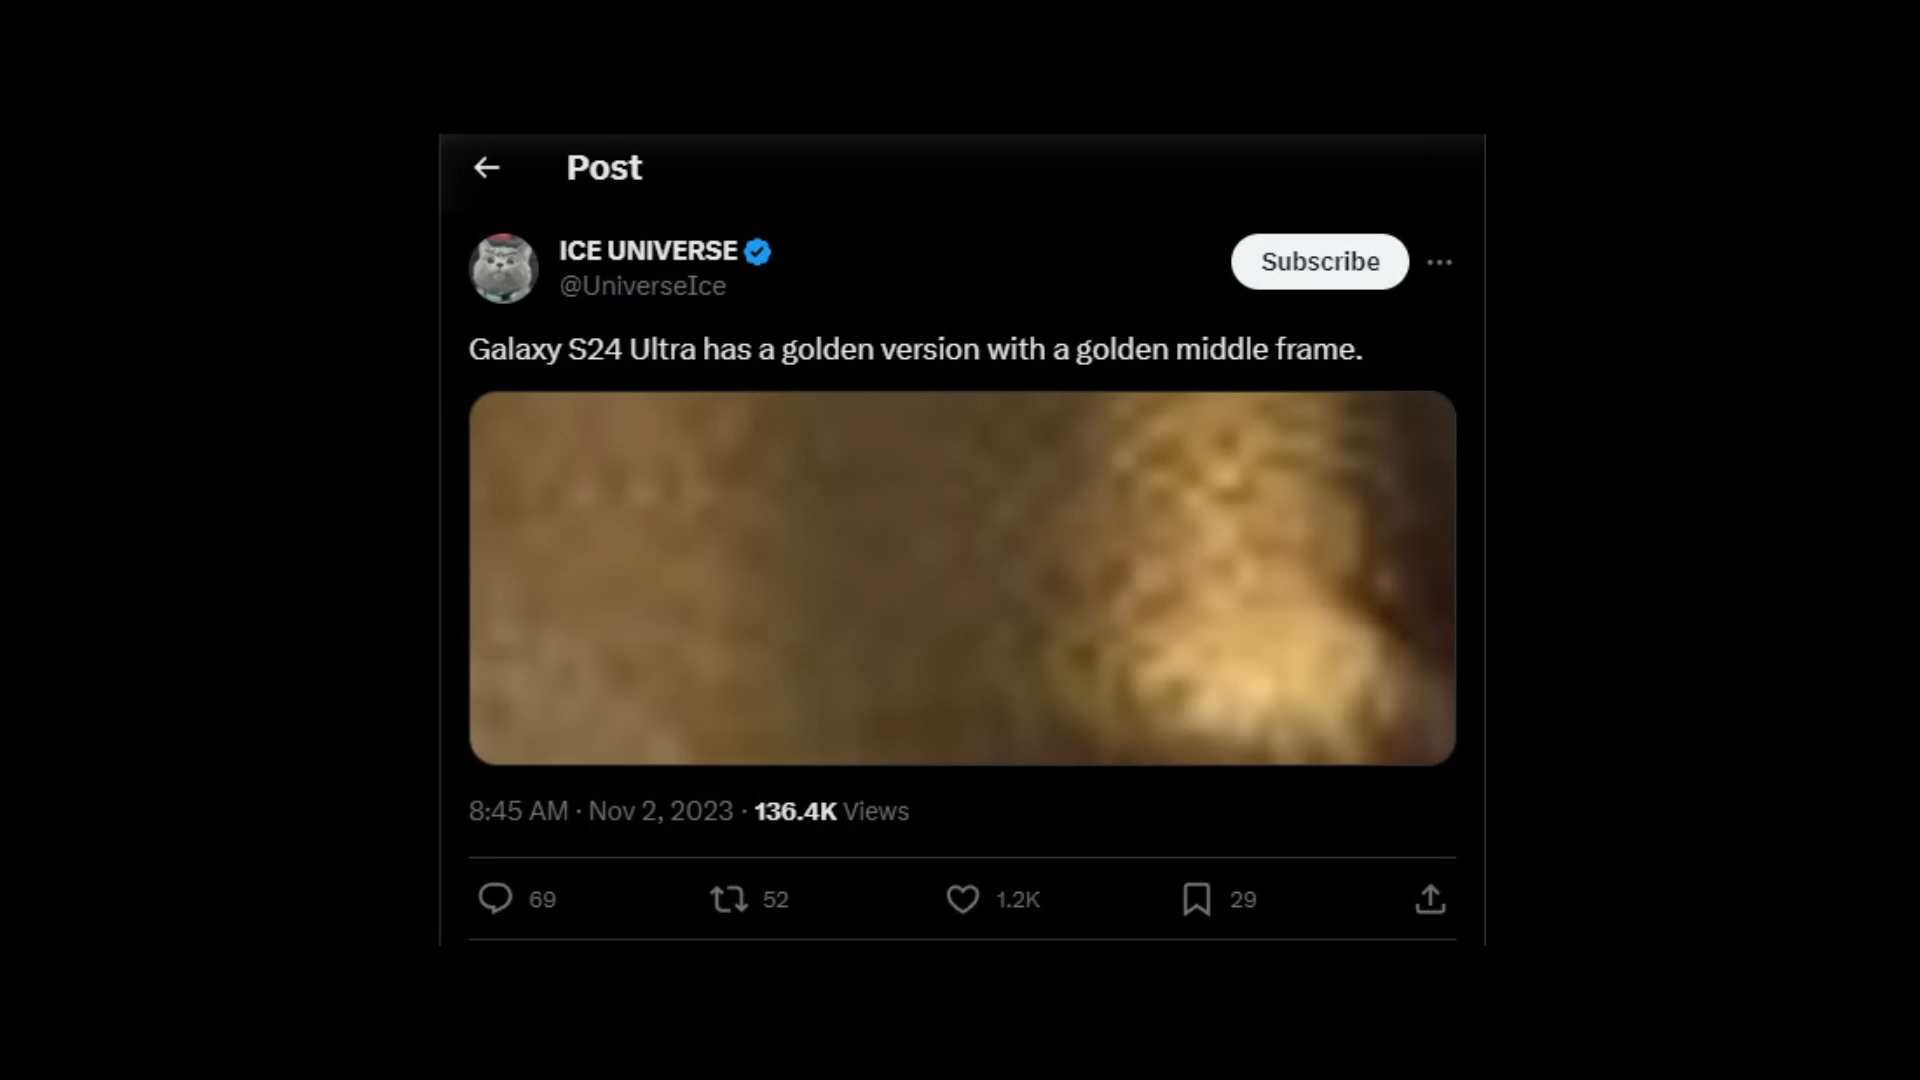 Post
ICE UNIVERSE
@UniverseIce
Subscribe
Galaxy S24 Ultra has a golden version with a golden middle frame.
8:45 AM · Nov 2, 2023 · 136.4K Views
69 52 1.2K 29